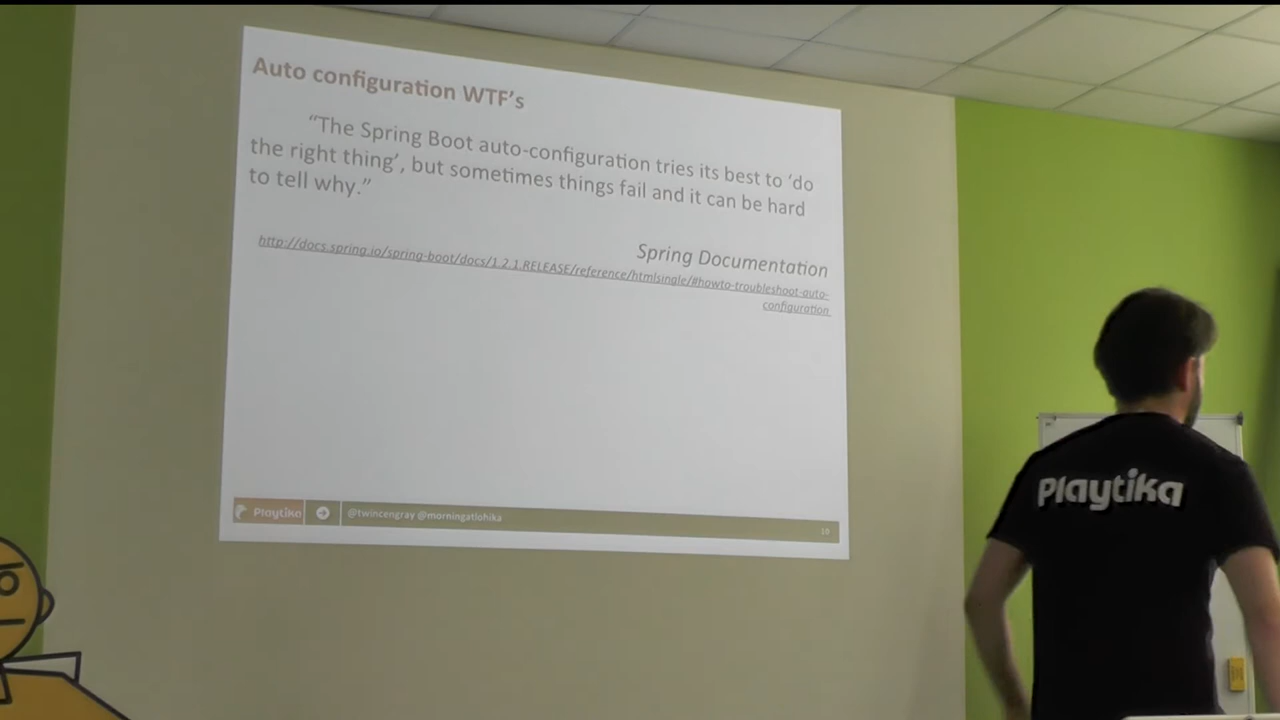 Auto configuration WTF's
“The Spring Boot auto-configuration tries its best to ‘do
the right thing’, but sometimes things fail and it can be hard
to tell why.”
Spring Documentation
http://docs.spring.io/spring-boot/docs/1.2.1.RELEASE/reference/htmlsingle/#howto-troubleshoot-auto-
configuration
Playtika
@twincengray @morningatlohika
10
Playtika